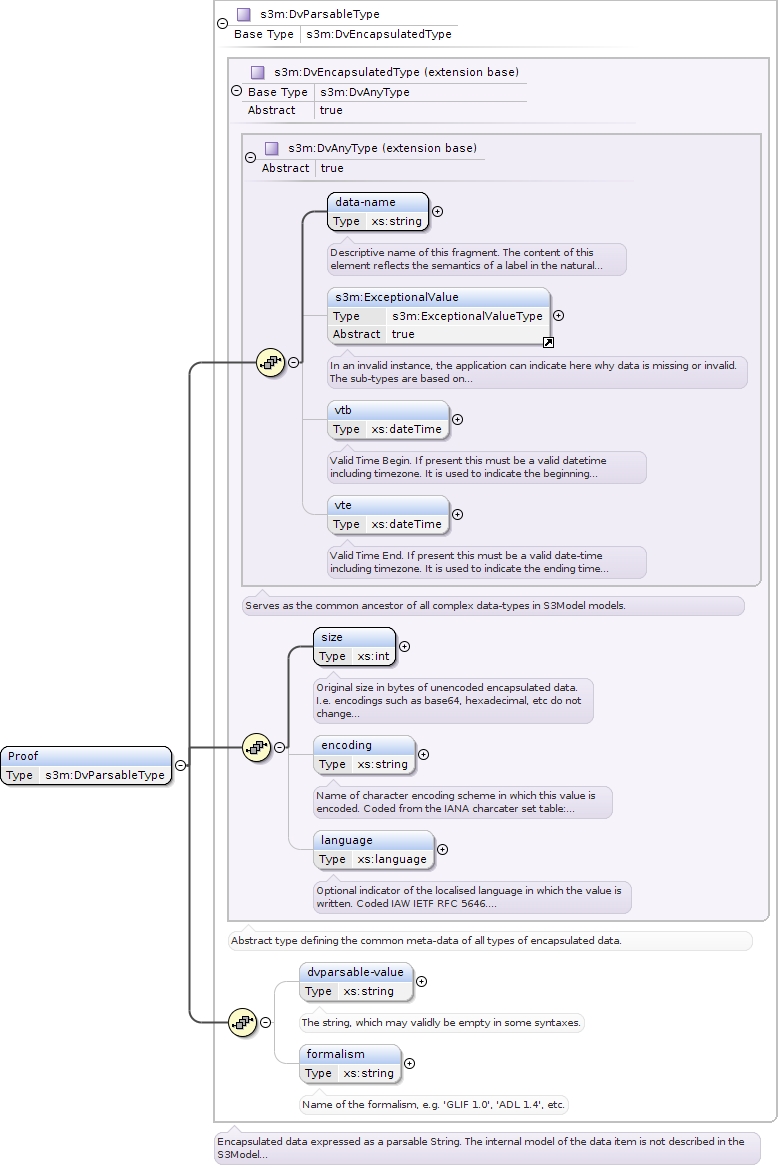 s3m:DvParsableType
Base Type s3m:DvEncapsulatedType
s3m:DvEncapsulatedType (extension base)
Base Type s3m:DvAnyType
Abstract true
s3m:DvAnyType (extension base)
Abstract true
data-name
Type xs:string
Descriptive name of this fragment. The content of this
element reflects the semantics of a label in the natural...
s3m:ExceptionalValue
Type s3m:ExceptionalValueType
Abstract true
In an invalid instance, the application can indicate here why data is missing or invalid.
The sub-types are based on...
vtb
Type xs:dateTime
Valid Time Begin. If present this must be a valid datetime
including timezone. It is used to indicate the beginning...
vte
Type xs:dateTime
Valid Time End. If present this must be a valid date-time
including timezone. It is used to indicate the ending time...
Serves as the common ancestor of all complex data-types in S3Model models.
size
Type xs:int
Original size in bytes of unencoded encapsulated data.
I.e. encodings such as base64, hexadecimal, etc do not
change...
Proof
Type s3m:DvParsableType
encoding
Type xs:string
Name of character encoding scheme in which this value is
encoded. Coded from the IANA charcater set table:...
language
Type xs:language
Optional indicator of the localised language in which the value is
written. Coded IAW IETF RFC 5646....
Abstract type defining the common meta-data of all types of encapsulated data.
dvparsable-value
Type xs:string
The string, which may validly be empty in some syntaxes.
formalism
Type xs:string
Name of the formalism, e.g. 'GLIF 1.0', 'ADL 1.4', etc.
Encapsulated data expressed as a parsable String. The internal model of the data item is not described in the
S3Model...